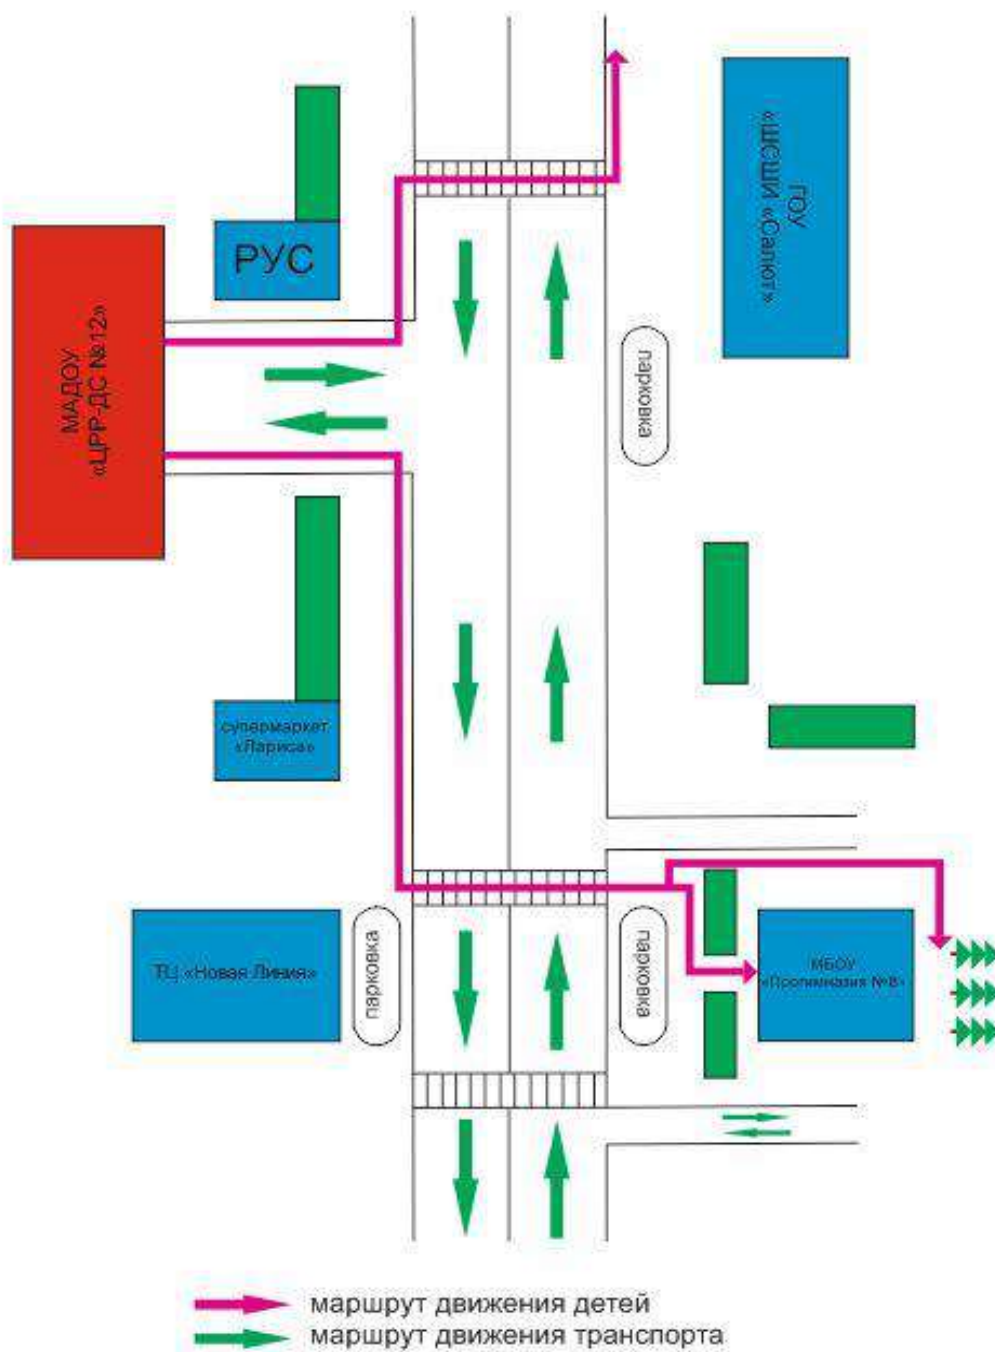 РУС
МАДОУ
«ЦРР-ДС №12»
ГОУ
«ШСШИ «Салют»
парковка
супермаркет
«Лариса»
ТЦ «Новая Линия»
парковка
парковка
МБОУ
«Прогимназия №8»
маршрут движения детей
маршрут движения транспорта